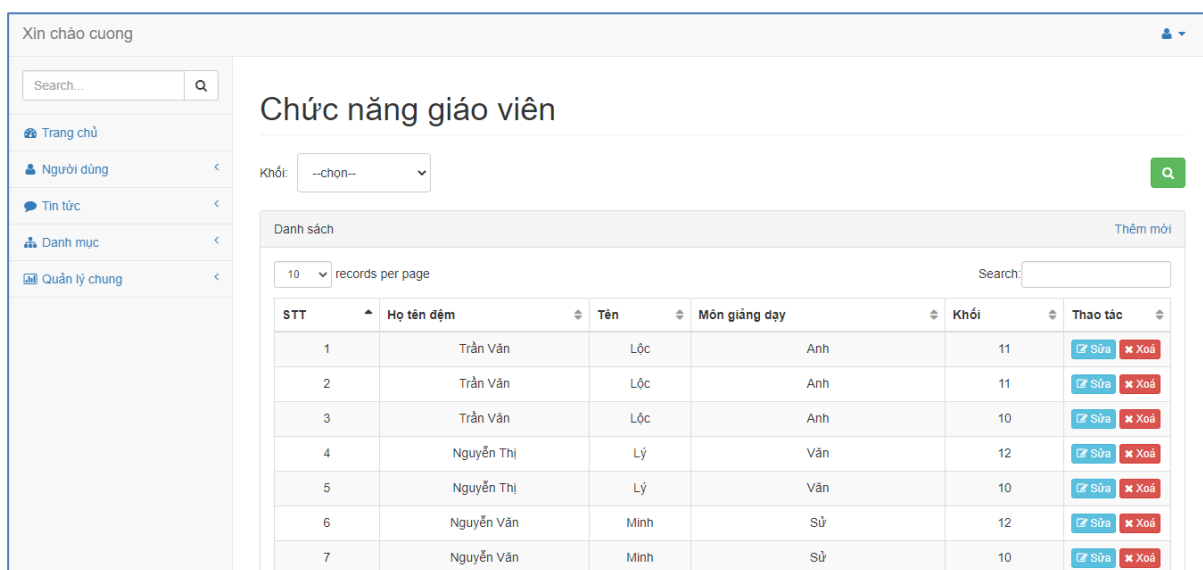 Xin chào cuong
Search...
Trang chủ
Người dùng
Tin tức
Danh mục
Quản lý chung
Chức năng giáo viên
Khối: --chọn--
Danh sách Thêm mới
10 records per page Search:
STT Họ tên đệm Tên Môn giảng dạy Khối Thao tác
1 Trần Văn Lộc Anh 11 Sửa Xoá
2 Trần Văn Lộc Anh 11 Sửa Xoá
3 Trần Văn Lộc Anh 10 Sửa Xoá
4 Nguyễn Thị Lý Văn 12 Sửa Xoá
5 Nguyễn Thị Lý Văn 10 Sửa Xoá
6 Nguyễn Văn Minh Sử 12 Sửa Xoá
7 Nguyễn Văn Minh Sử 10 Sửa Xoá